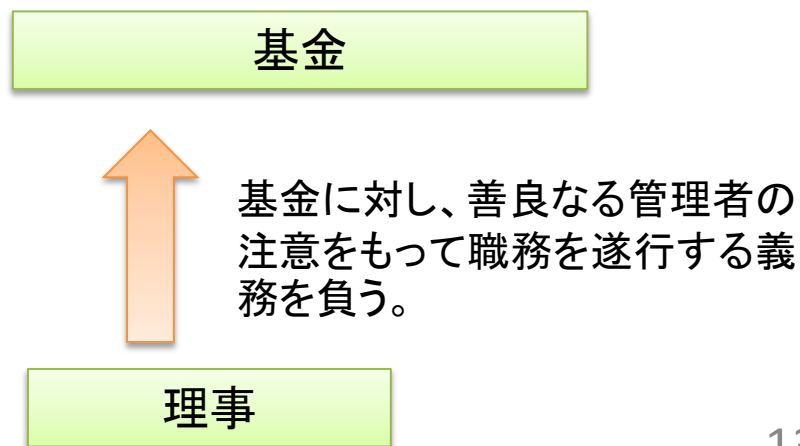 基金
基金に対し、善良なる管理者の
注意をもって職務を遂行する義
務を負う。
理事